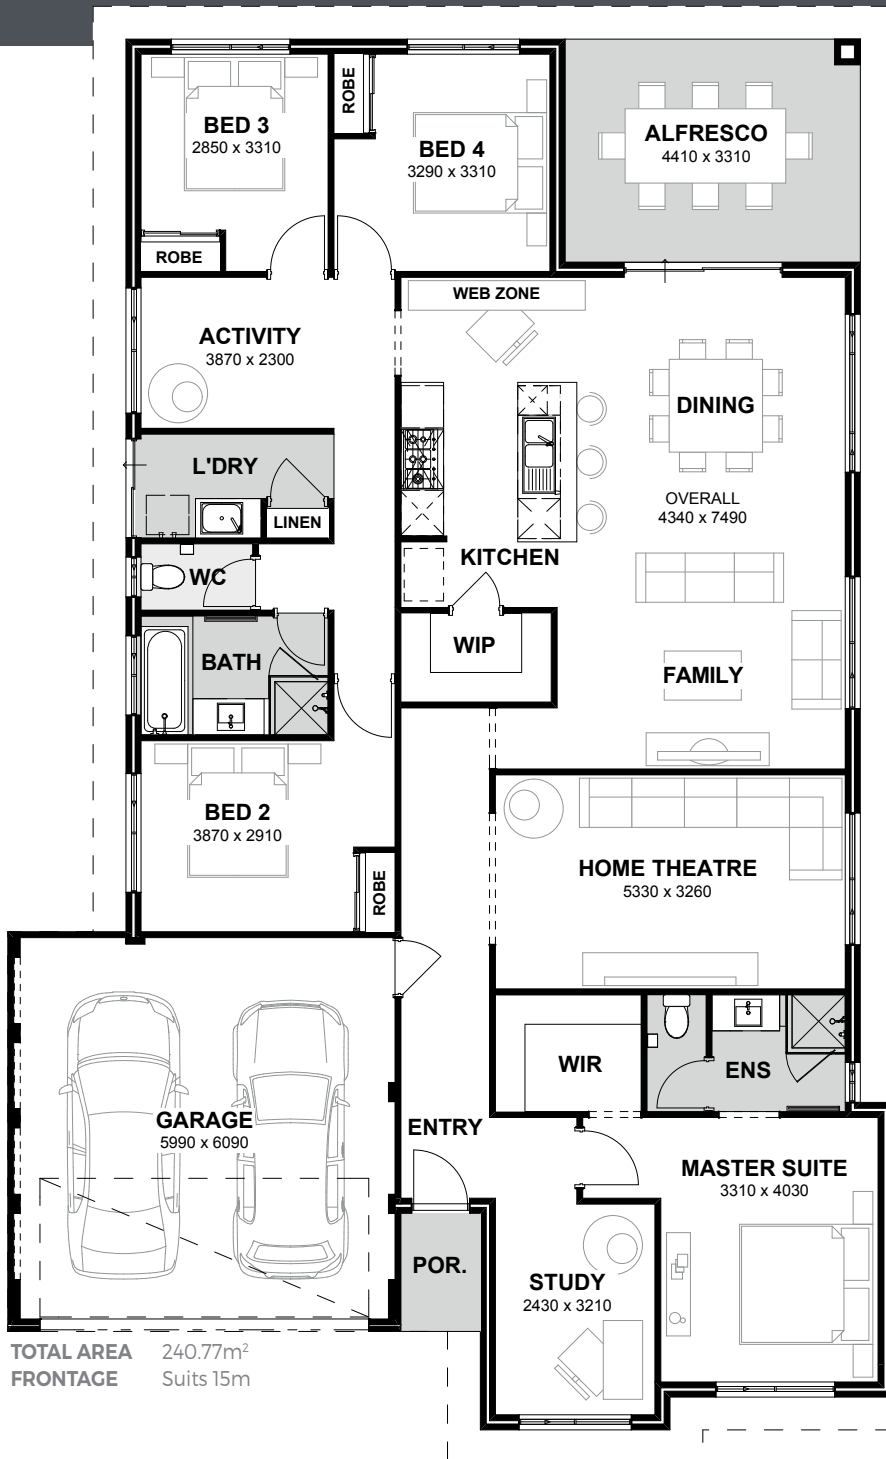 BED 3
2850 x 3310
ROBE
BED 4
3290 x 3310
ALFRESCO
4410 x 3310
ROBE
WEB ZONE
ACTIVITY
3870 x 2300
DINING
L'DRY
LINEN
OVERALL
4340 x 7490
KITCHEN
WC
WIP
BATH
FAMILY
BED 2
3870 x 2910
ROBE
HOME THEATRE
5330 x 3260
WIR
ENS
GARAGE
5990 x 6090
ENTRY
MASTER SUITE
3310 x 4030
POR.
STUDY
2430 x 3210
TOTAL AREA 240.77m²
FRONTAGE Suits 15m